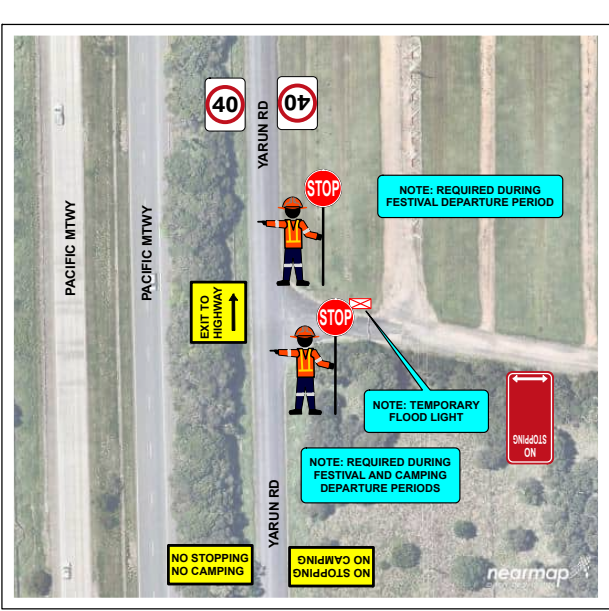 40
40
YARUN RD
STOP
NOTE: REQUIRED DURING
FESTIVAL DEPARTURE PERIOD
PACIFIC MTWY
PACIFIC MTWY
EXIT TO
HIGHWAY
STOP
NOTE: TEMPORARY
FLOOD LIGHT
NO
STOPPING
NOTE: REQUIRED DURING
FESTIVAL AND CAMPING
DEPARTURE PERIODS
YARUN RD
NO STOPPING
NO CAMPING
NO STOPPING
NO CAMPING
nearmap